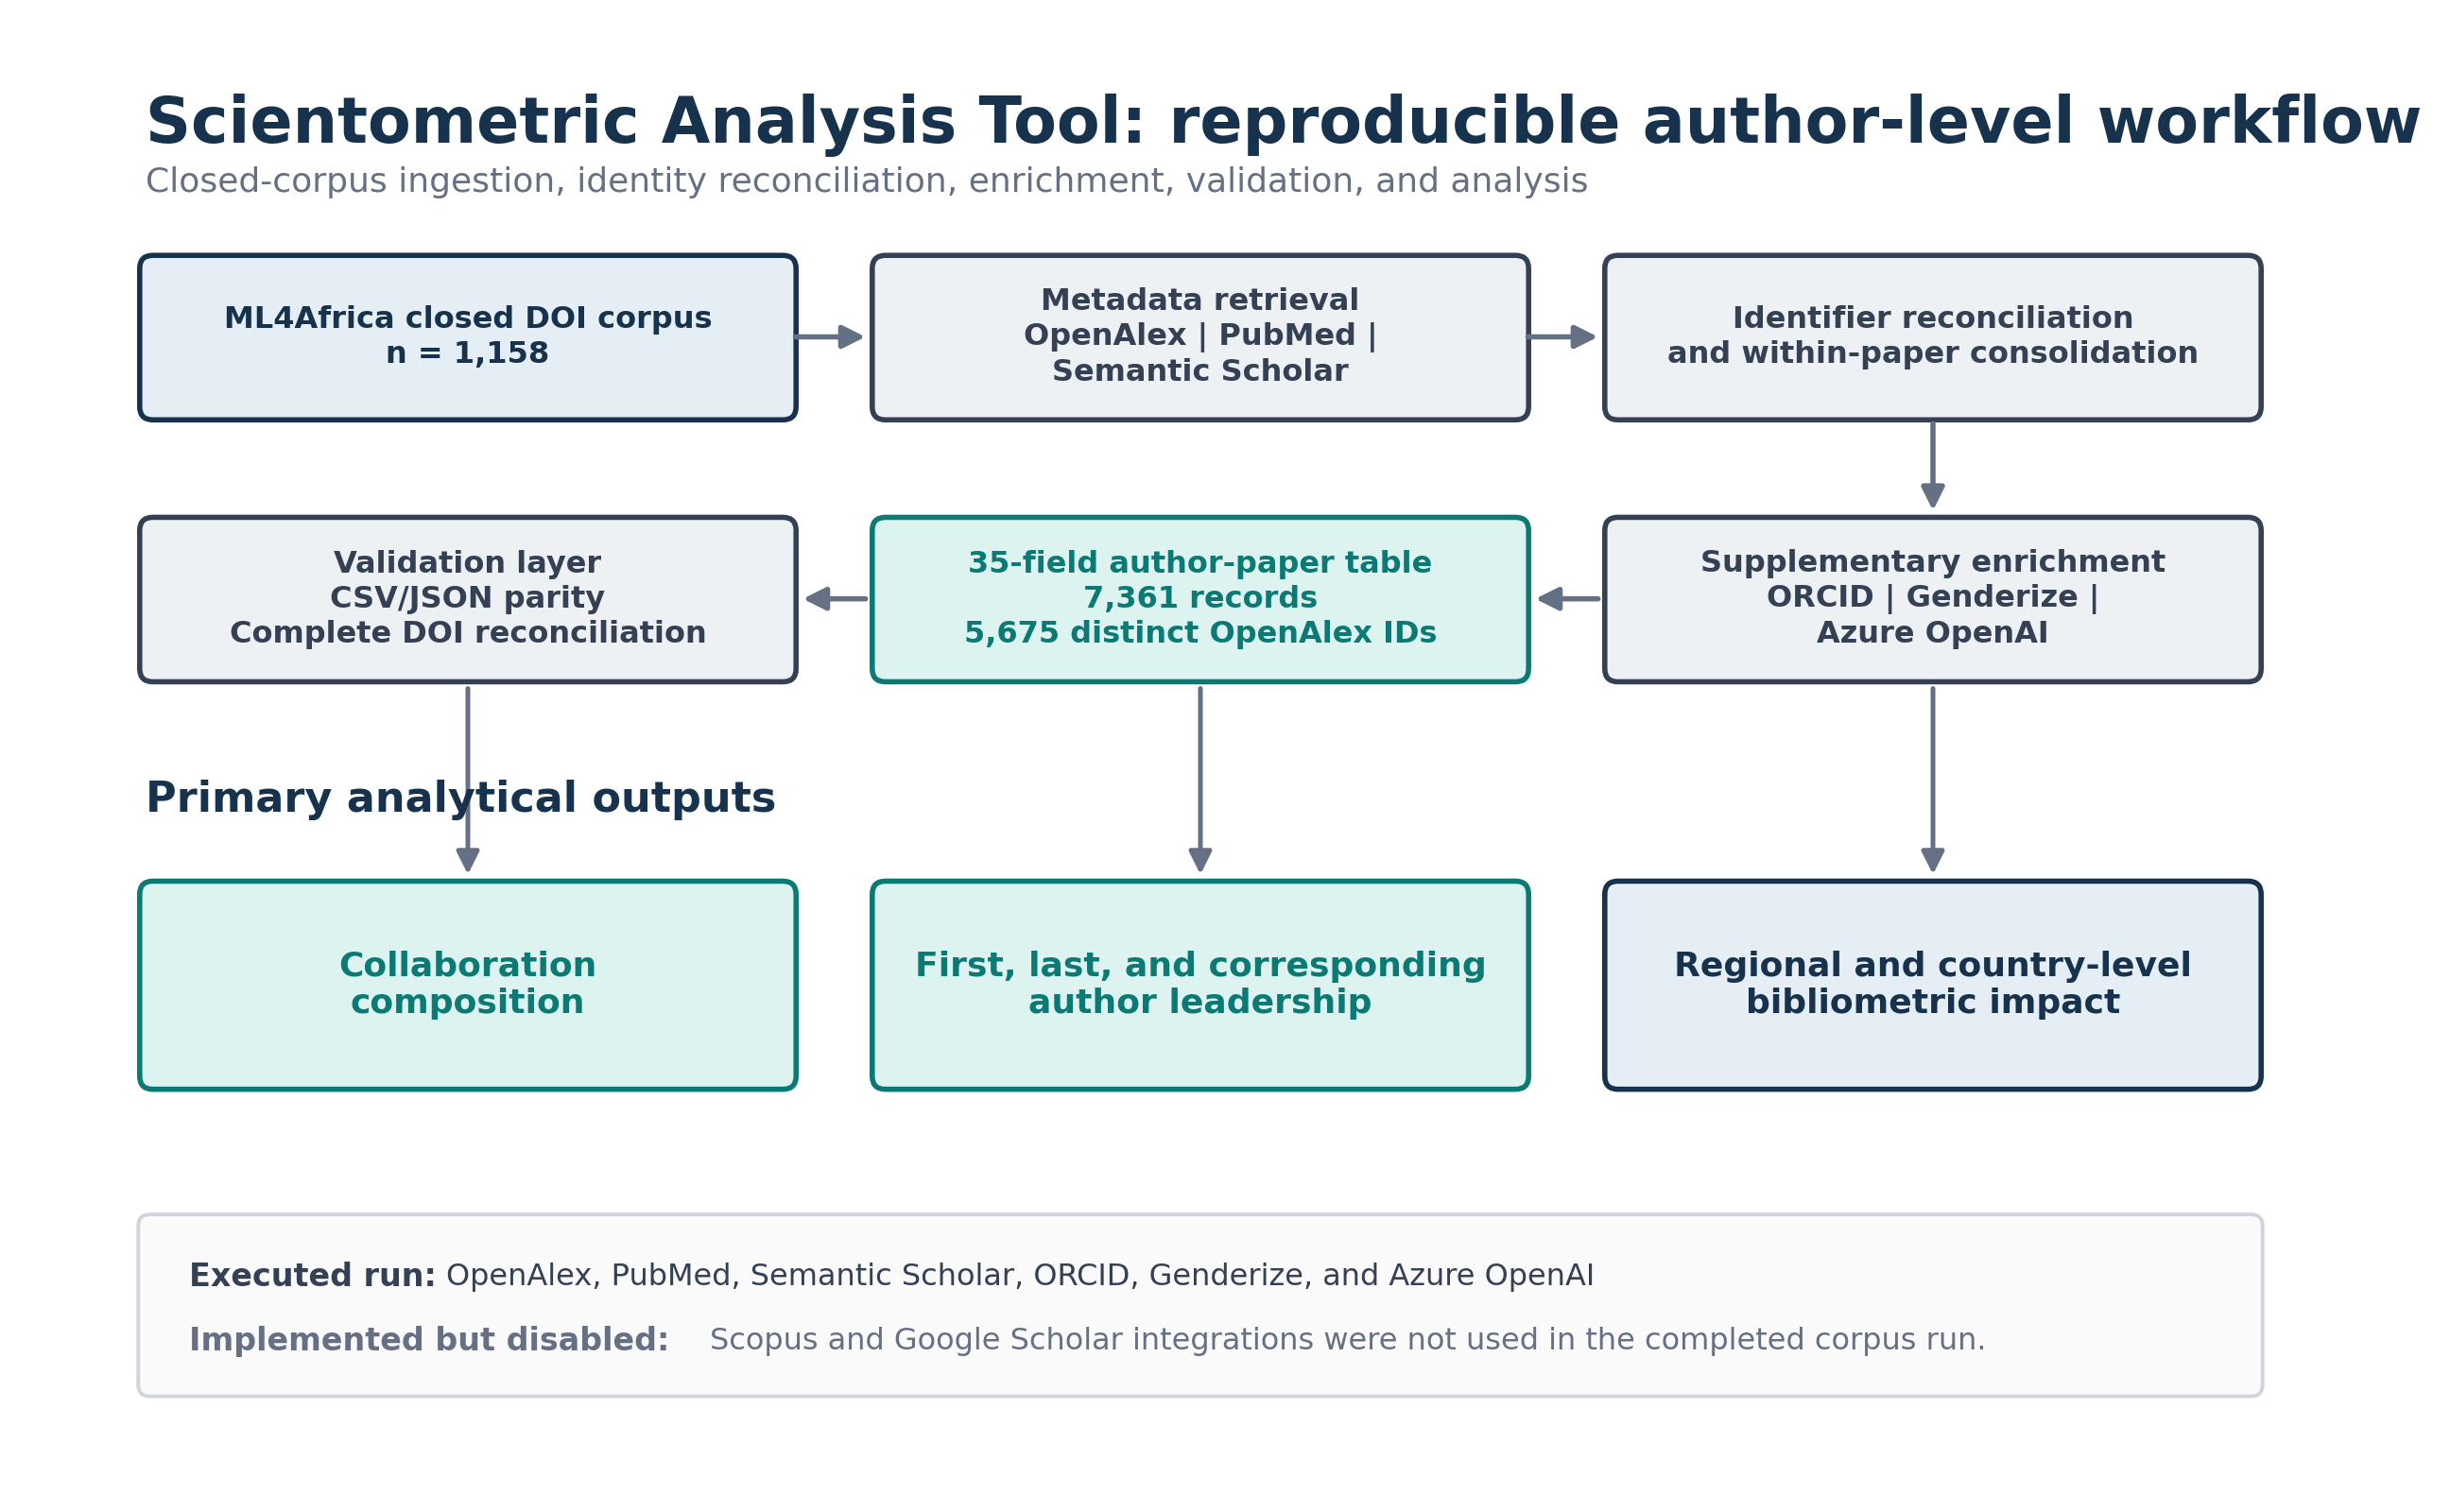 Scientometric Analysis Tool: reproducible author-level workflow
Closed-corpus ingestion, identity reconciliation, enrichment, validation, and analysis
ML4Africa closed DOI corpus
n = 1,158
Metadata retrieval
OpenAlex | PubMed |
Semantic Scholar
Identifier reconciliation
and within-paper consolidation
Validation layer
CSV/JSON parity
Complete DOI reconciliation
35-field author-paper table
7,361 records
5,675 distinct OpenAlex IDs
Supplementary enrichment
ORCID | Genderize |
Azure OpenAI
Primary analytical outputs
Collaboration
composition
First, last, and corresponding
author leadership
Regional and country-level
bibliometric impact
Executed run: OpenAlex, PubMed, Semantic Scholar, ORCID, Genderize, and Azure OpenAI
Implemented but disabled: Scopus and Google Scholar integrations were not used in the completed corpus run.